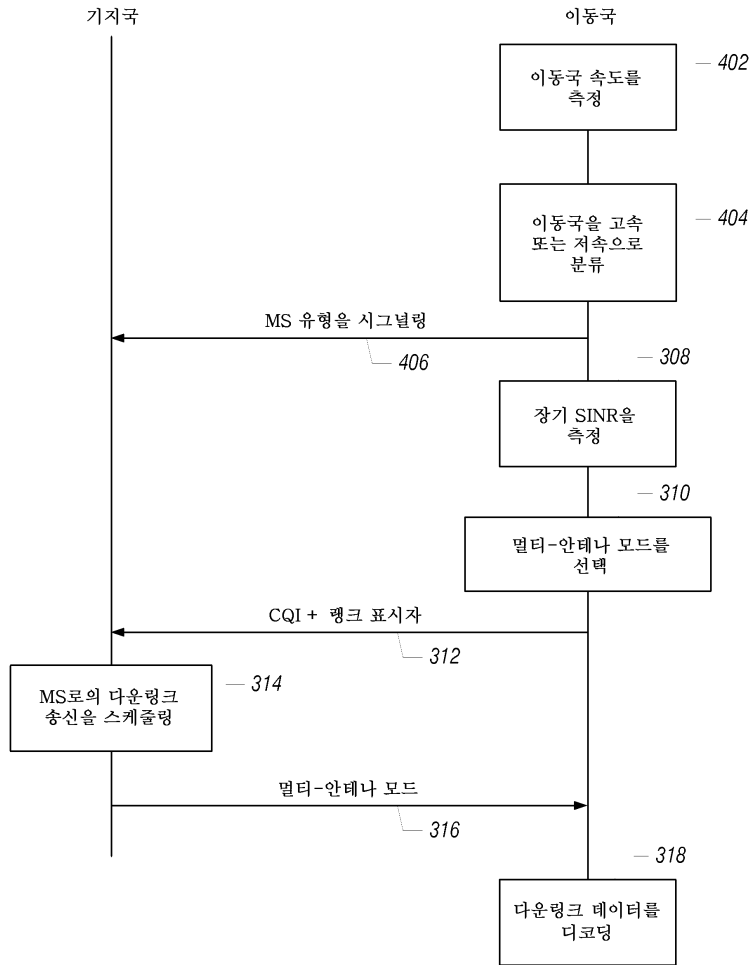 기지국
이동국
이동국 속도를
측정
402
이동국을 고속
또는 저속으로
분류
404
MS 유형을 시그널링
406
308
장기 SINR을
측정
310
멀티-안테나 모드를
선택
CQI + 랭크 표시자
312
MS로의 다운링크
송신을 스케줄링
314
멀티-안테나 모드
316
318
다운링크 데이터를
디코딩